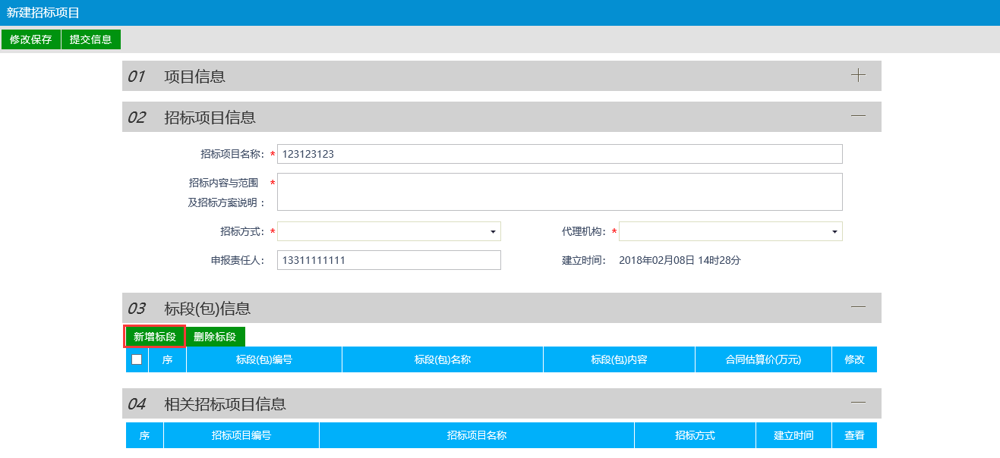 新建招标项目
修改保存 提交信息
01 项目信息
02 招标项目信息
招标项目名称: * 123123123
招标内容与范围 *
及招标方案说明 :
招标方式: * 代理机构: *
申报责任人: 13311111111 建立时间: 2018年02月08日 14时28分
03 标段(包)信息
新增标段 删除标段
序 标段(包)编号 标段(包)名称 标段(包)内容 合同估算价(万元) 修改
04 相关招标项目信息
序 招标项目编号 招标项目名称 招标方式 建立时间 查看